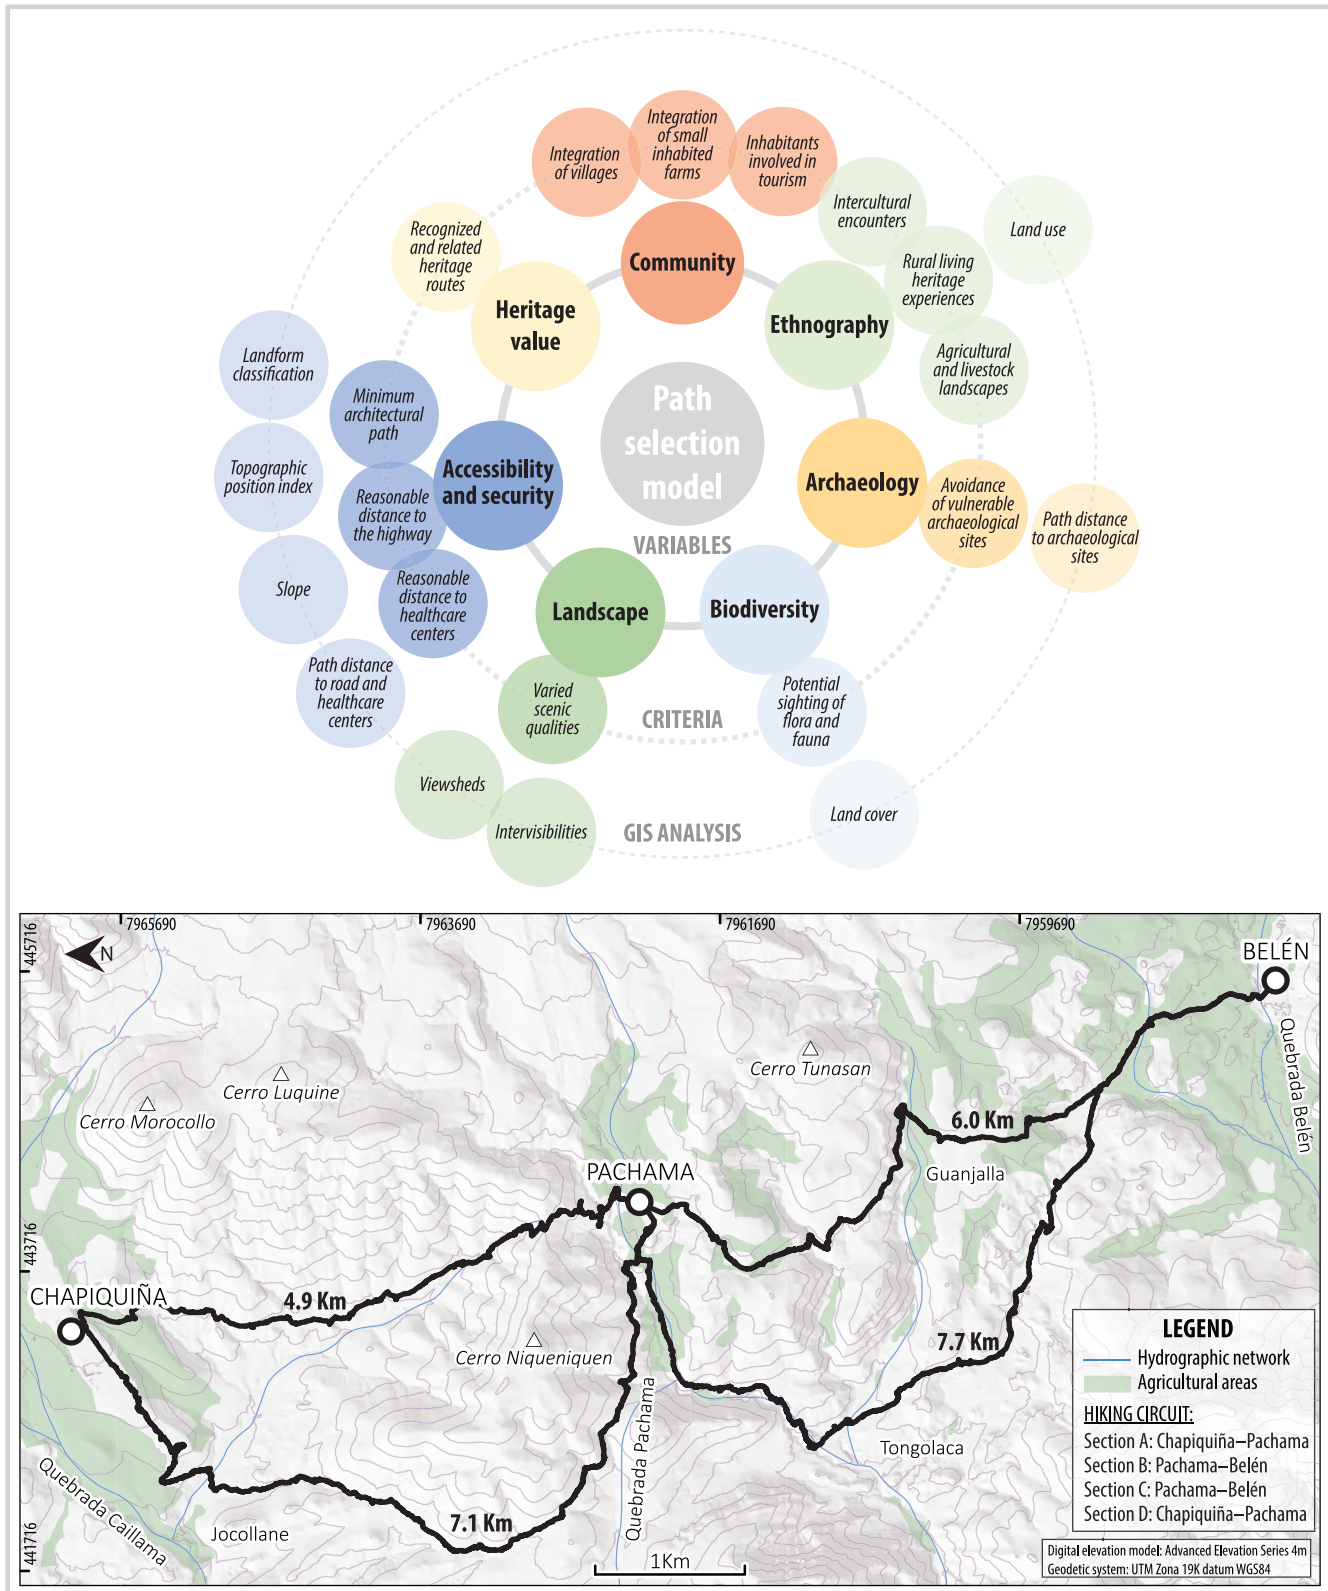 Integration
of small
inhabited
farms
Integration
of villages
Inhabitants
involved in
tourism
Intercultural
encounters
Land use
Recognized
and related
heritage
routes
Community
Rural living
heritage
experiences
Heritage
value
Ethnography
Landform
classification
Agricultural
and livestock
landscapes
Minimum
architectural
path
Path
selection
model
Topographic
position index
Accessibility
and security
Archaeology
Reasonable
distance to
the highway
Avoidance
of vulnerable
archaeological
sites
Path distance
to archaeological
sites
VARIABLES
Slope
Reasonable
distance to
healthcare
centers
Landscape
Biodiversity
Path distance
to road and
healthcare
centers
Varied
scenic
qualities
CRITERIA
Potential
sighting of
flora and
fauna
Viewsheds
Intervisibilities
GIS ANALYSIS
Land cover
7965690
7963690
7961690
7959690
445716
443716
441716
N
BELÉN
Quebrada Belén
Cerro Tunasan
Cerro Luquine
Cerro Morocollo
6.0 Km
PACHAMA
Guanjalla
CHAPIQUIÑA
4.9 Km
Cerro Niqueniquen
7.7 Km
Quebrada Pachama
Tongolaca
Quebrada Caillama
Jocollane
7.1 Km
1Km
LEGEND
Hydrographic network
Agricultural areas
HIKING CIRCUIT:
Section A: Chapiquiña–Pachama
Section B: Pachama–Belén
Section C: Pachama–Belén
Section D: Chapiquiña–Pachama
Digital elevation model: Advanced Elevation Series 4m
Geodetic system: UTM Zona 19K datum WGS84